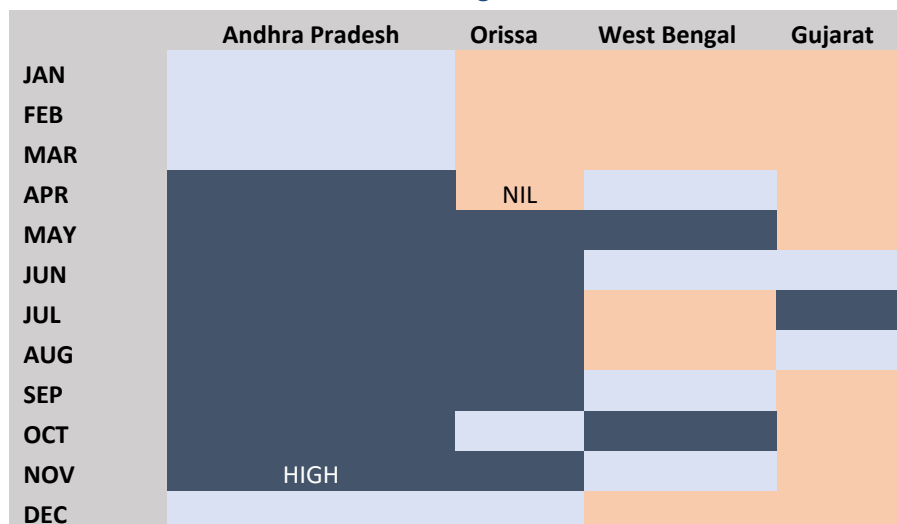 Andhra Pradesh Orissa West Bengal Gujarat
JAN
FEB
MAR
APR NIL
MAY
JUN
JUL
AUG
SEP
OCT
NOV HIGH
DEC